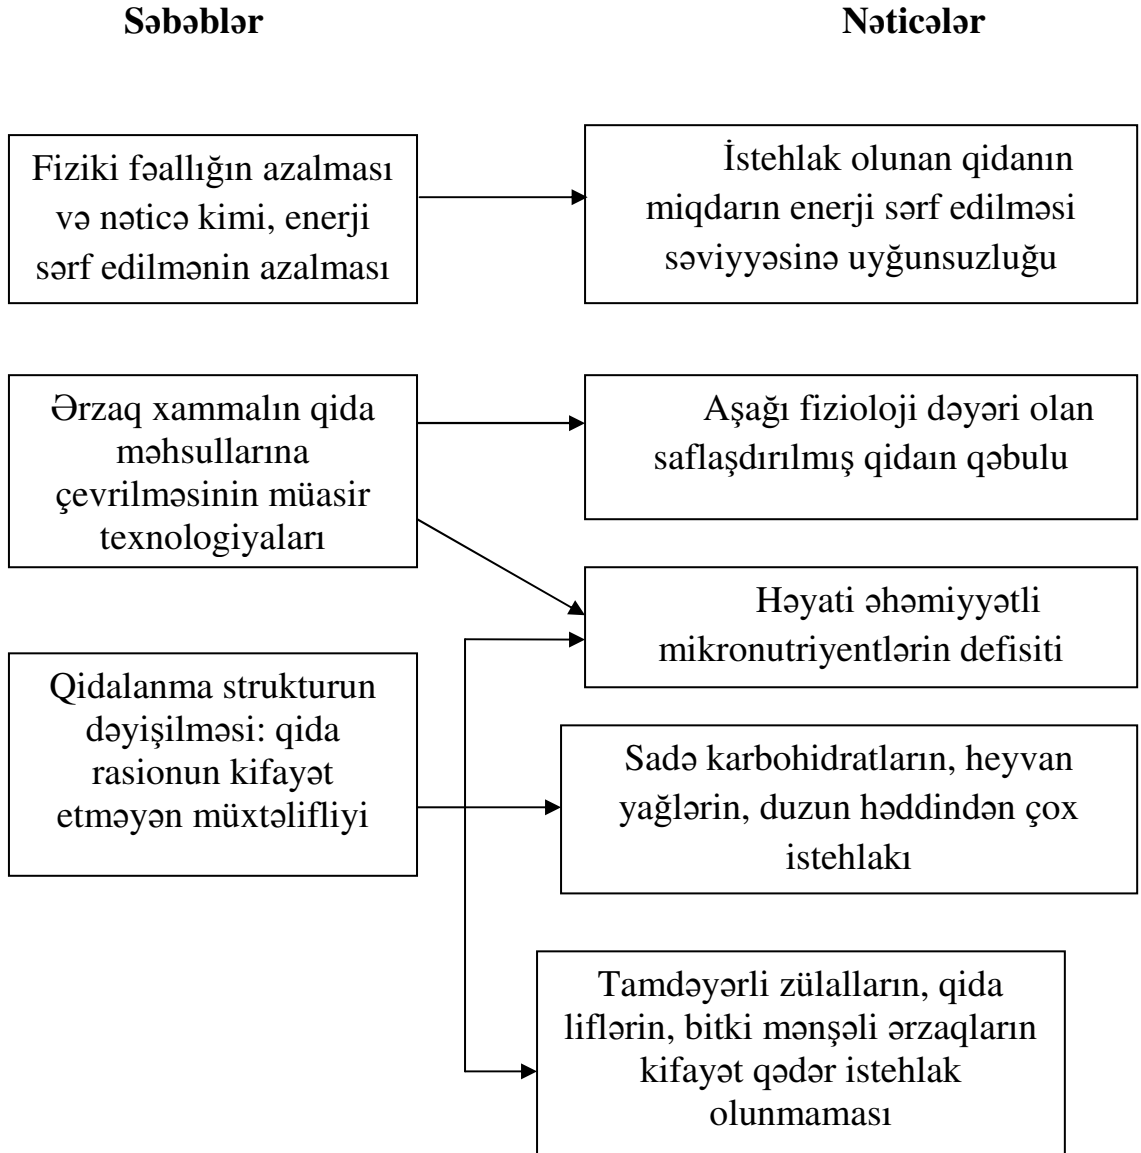 Səbəblər
Nəticələr
Fiziki fəallığın azalması
və nəticə kimi, enerji
sərf edilmənin azalması
İstehlak olunan qidanın
miqdarın enerji sərf edilməsi
səviyyəsinə uyğunsuzluğu
Ərzaq xammalın qida
məhsullarına
çevrilməsinin müasir
texnologiyaları
Aşağı fizioloji dəyəri olan
saflaşdırılmış qidaın qəbulu
Həyati əhəmiyyətli
mikronutriyentlərin defisiti
Qidalanma strukturun
dəyişilməsi: qida
rasionun kifayət
etməyən müxtəlifliyi
Sadə karbohidratların, heyvan
yağlərin, duzun həddindən çox
istehlakı
Tamdəyərli zülalların, qida
liflərin, bitki mənşəli ərzaqların
kifayət qədər istehlak
olunmaması